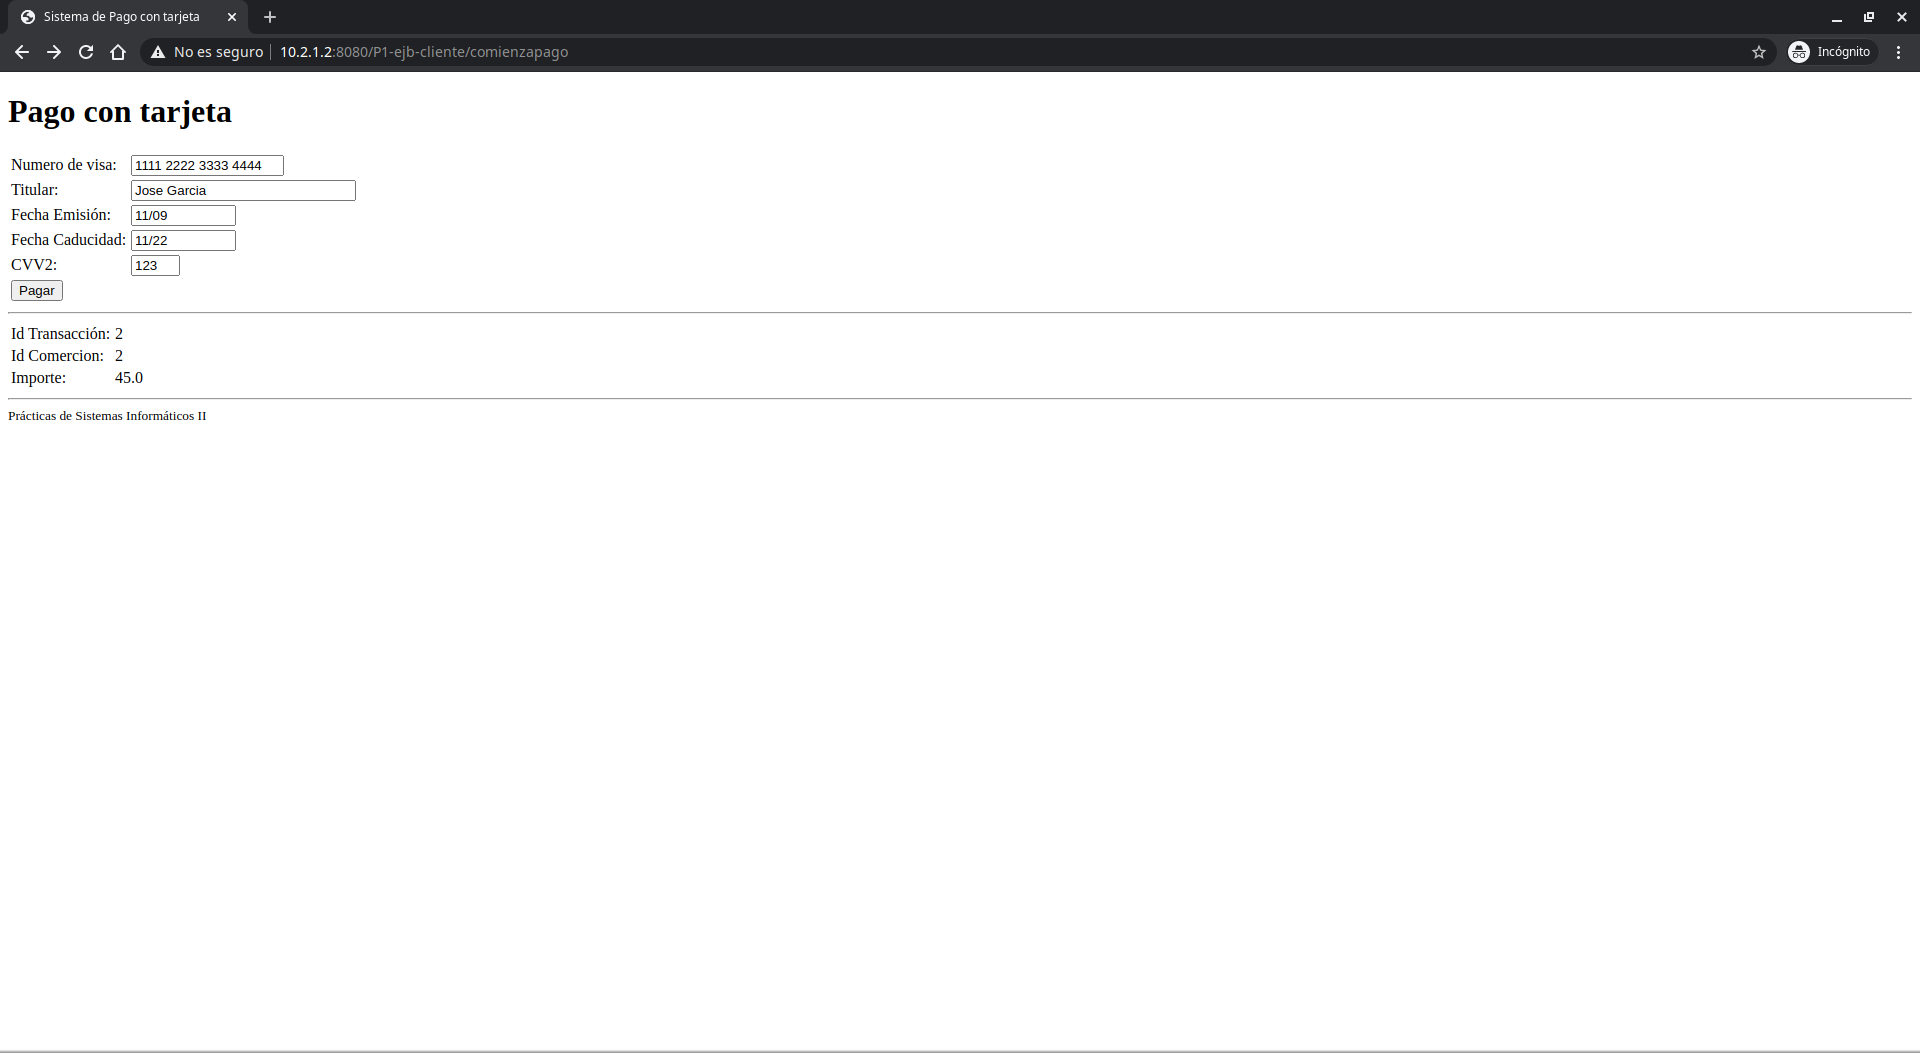 Sistema de Pago con tarjeta
No es seguro 10.2.1.2:8080/P1-ejb-cliente/comienzapago Incógnito
Pago con tarjeta
Numero de visa: 1111 2222 3333 4444
Titular: Jose Garcia
Fecha Emisión: 11/09
Fecha Caducidad: 11/22
CVV2: 123
Pagar
Id Transacción: 2
Id Comercion: 2
Importe: 45.0
Prácticas de Sistemas Informáticos II